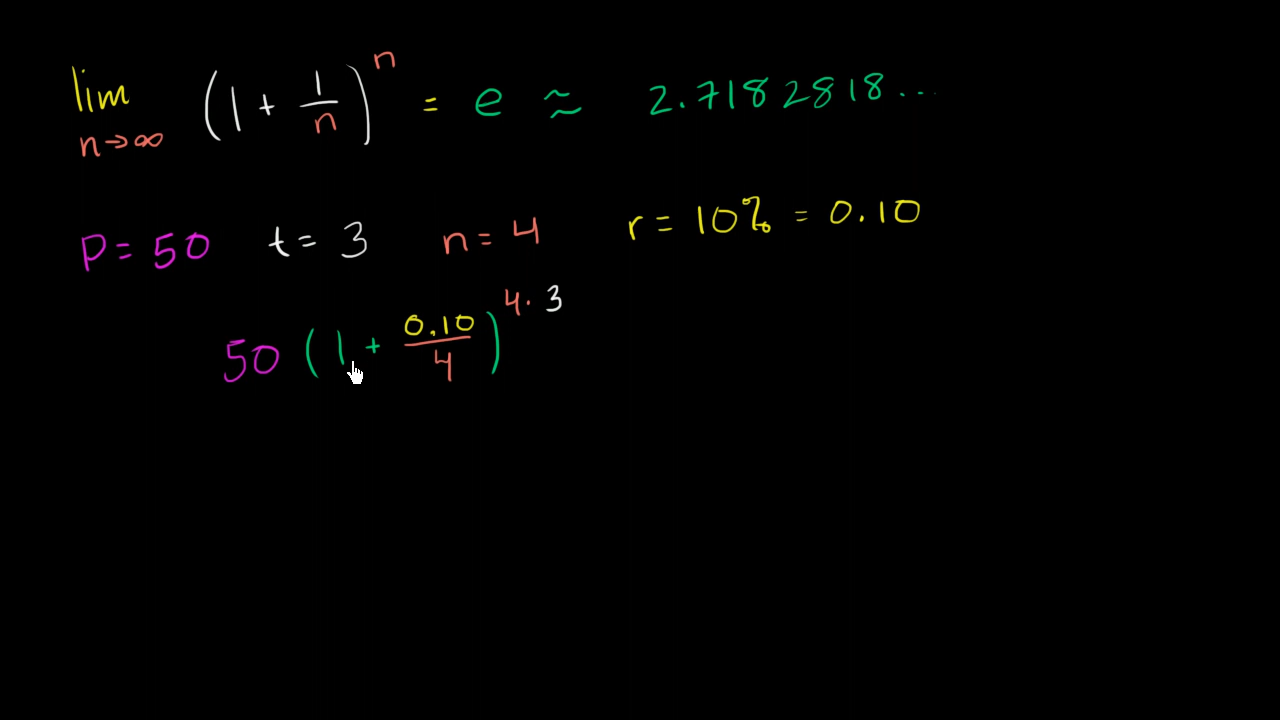 lim n→∞ (1 + 1/n)^n = e ≈ 2.7182818...
P = 50 t = 3 n = 4 r = 10% = 0.10
50 (1 + 0.10/4)^4·3